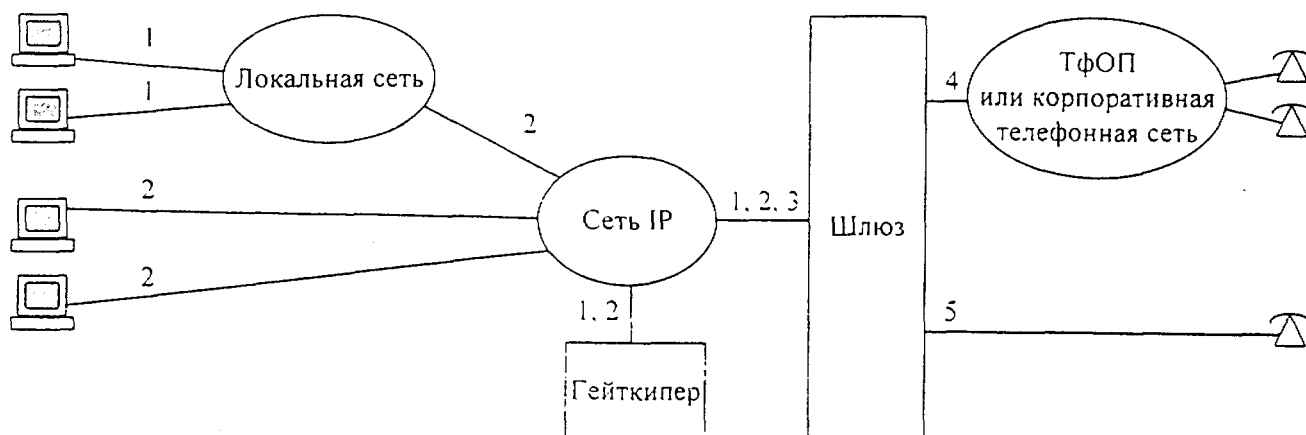 1
Локальная сеть
1
2
2
2
Сеть IP
1, 2, 3
1, 2
Гейткипер
Шлюз
4
ТфОП
или корпоративная
телефонная сеть
5